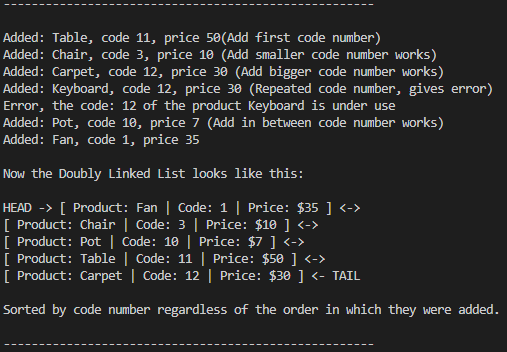 ------------------------------------------------------
Added: Table, code 11, price 50(Add first code number)
Added: Chair, code 3, price 10 (Add smaller code number works)
Added: Carpet, code 12, price 30 (Add bigger code number works)
Added: Keyboard, code 12, price 30 (Repeated code number, gives error)
Error, the code: 12 of the product Keyboard is under use
Added: Pot, code 10, price 7 (Add in between code number works)
Added: Fan, code 1, price 35
Now the Doubly Linked List looks like this:
HEAD -> [ Product: Fan | Code: 1 | Price: $35 ] <->
[ Product: Chair | Code: 3 | Price: $10 ] <->
[ Product: Pot | Code: 10 | Price: $7 ] <->
[ Product: Table | Code: 11 | Price: $50 ] <->
[ Product: Carpet | Code: 12 | Price: $30 ] <- TAIL
Sorted by code number regardless of the order in which they were added.
------------------------------------------------------